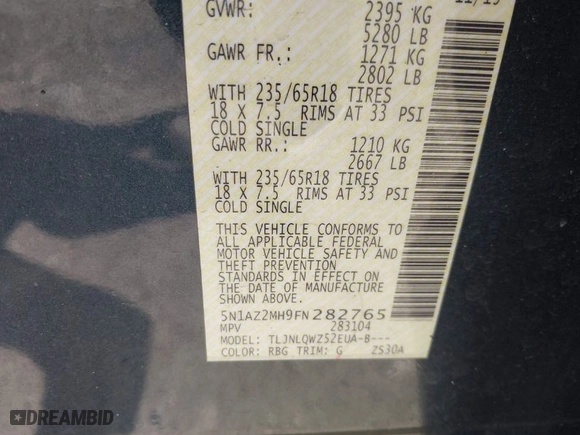 GVWR: 2395 KG
5280 LB
GAWR FR.: 1271 KG
2802 LB
WITH 235/65R18 TIRES
18 X 7.5 RIMS AT 33 PSI
COLD SINGLE
GAWR RR.: 1210 KG
2667 LB
WITH 235/65R18 TIRES
18 X 7.5 RIMS AT 33 PSI
COLD SINGLE
THIS VEHICLE CONFORMS TO
ALL APPLICABLE FEDERAL
MOTOR VEHICLE SAFETY AND
THEFT PREVENTION
STANDARDS IN EFFECT ON
THE DATE OF MANUFACTURE
SHOWN ABOVE.
5N1AZ2MH9FN282765
MPV 283104
MODEL: TLJNLQWZ52EUA-B---
COLOR: RBG TRIM: G ZS30A
DREAMBID